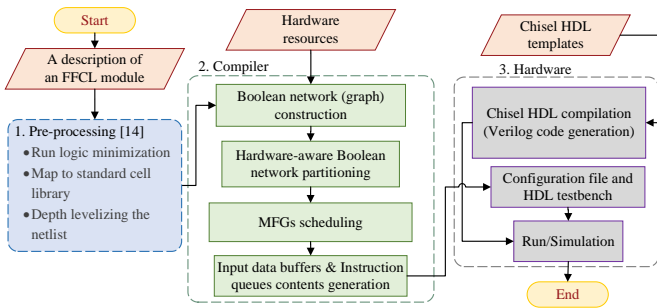 Start
A description of
an FFCL module
1. Pre-processing [14]
•Run logic minimization
•Map to standard cell
library
•Depth levelizing the
netlist
Hardware
resources
2. Compiler
Boolean network (graph)
construction
Hardware-aware Boolean
network partitioning
MFGs scheduling
Input data buffers & Instruction
queues contents generation
Chisel HDL
templates
3. Hardware
Chisel HDL compilation
(Verilog code generation)
Configuration file and
HDL testbench
Run/Simulation
End